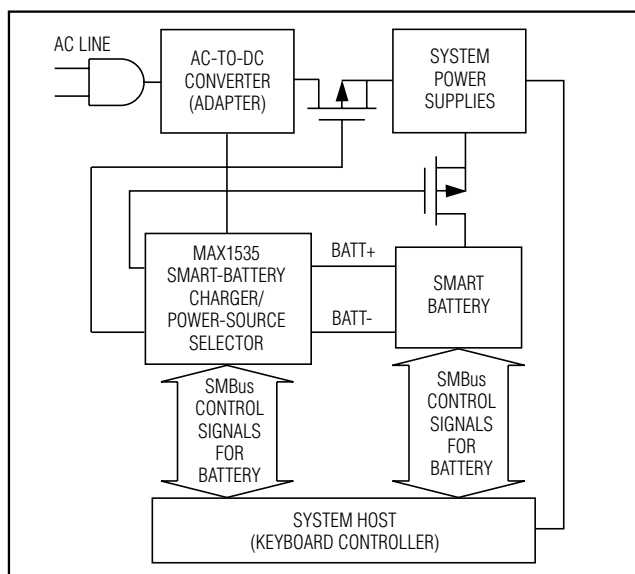 AC LINE
AC-TO-DC
CONVERTER
(ADAPTER)
SYSTEM
POWER
SUPPLIES
MAX1535
SMART-BATTERY
CHARGER/
POWER-SOURCE
SELECTOR
BATT+
BATT-
SMART
BATTERY
SMBus
CONTROL
SIGNALS
FOR
BATTERY
SMBus
CONTROL
SIGNALS
FOR
BATTERY
SYSTEM HOST
(KEYBOARD CONTROLLER)